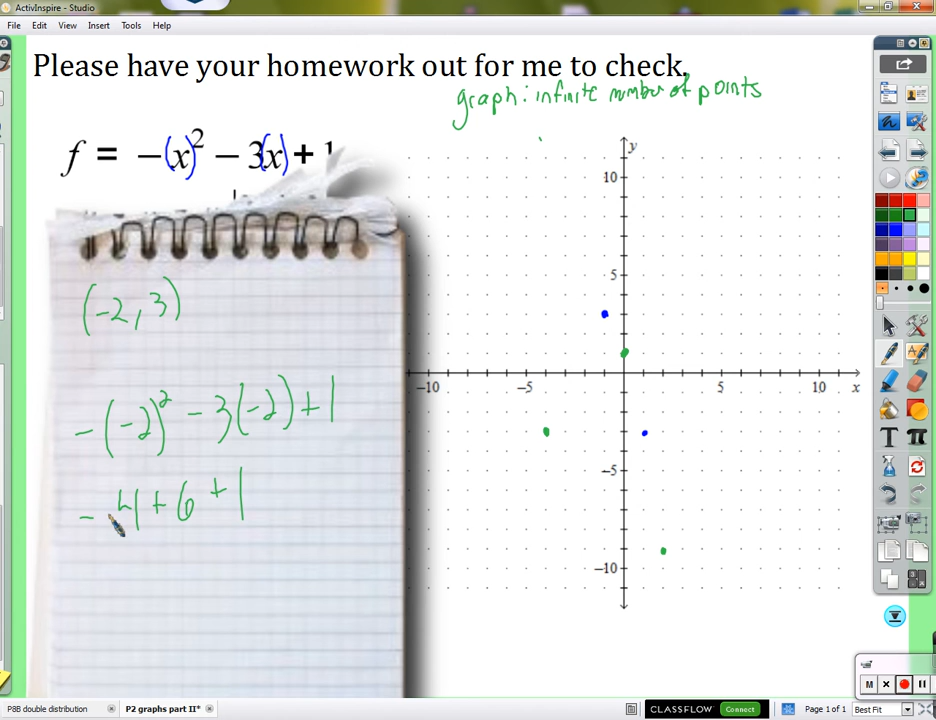 ActivInspire - Studio
File Edit View Insert Tools Help
Please have your homework out for me to check.
graph: infinite number of points
f = −(x)² − 3(x) + 1
(-2, 3)
-(-2)² - 3(-2) + 1
- 4 + 6 + 1
y
10
5
−10 −5 5 10 x
−5
−10
M
P8B double distribution P2 graphs part II* CLASSFLOW Connect Page 1 of 1 Best Fit